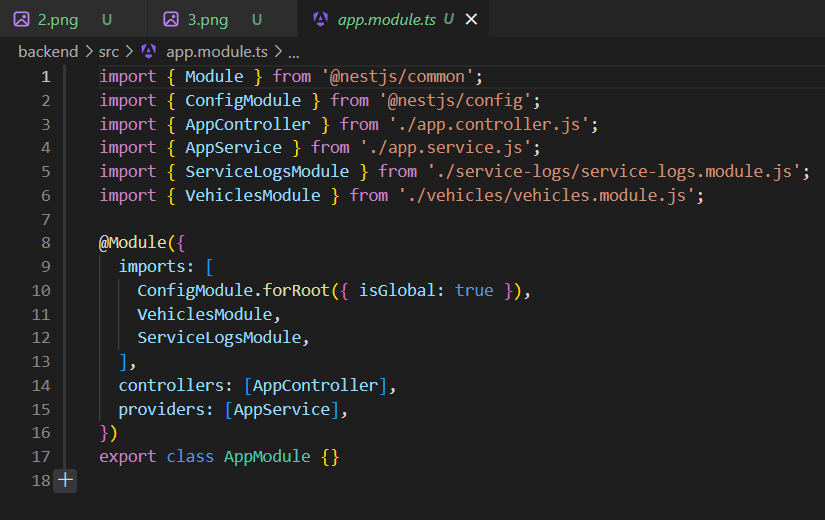 2.png U 3.png U app.module.ts U
backend > src > app.module.ts > ...
1 import { Module } from '@nestjs/common';
2 import { ConfigModule } from '@nestjs/config';
3 import { AppController } from './app.controller.js';
4 import { AppService } from './app.service.js';
5 import { ServiceLogsModule } from './service-logs/service-logs.module.js';
6 import { VehiclesModule } from './vehicles/vehicles.module.js';
7
8 @Module({
9   imports: [
10     ConfigModule.forRoot({ isGlobal: true }),
11     VehiclesModule,
12     ServiceLogsModule,
13   ],
14   controllers: [AppController],
15   providers: [AppService],
16 })
17 export class AppModule {}
18